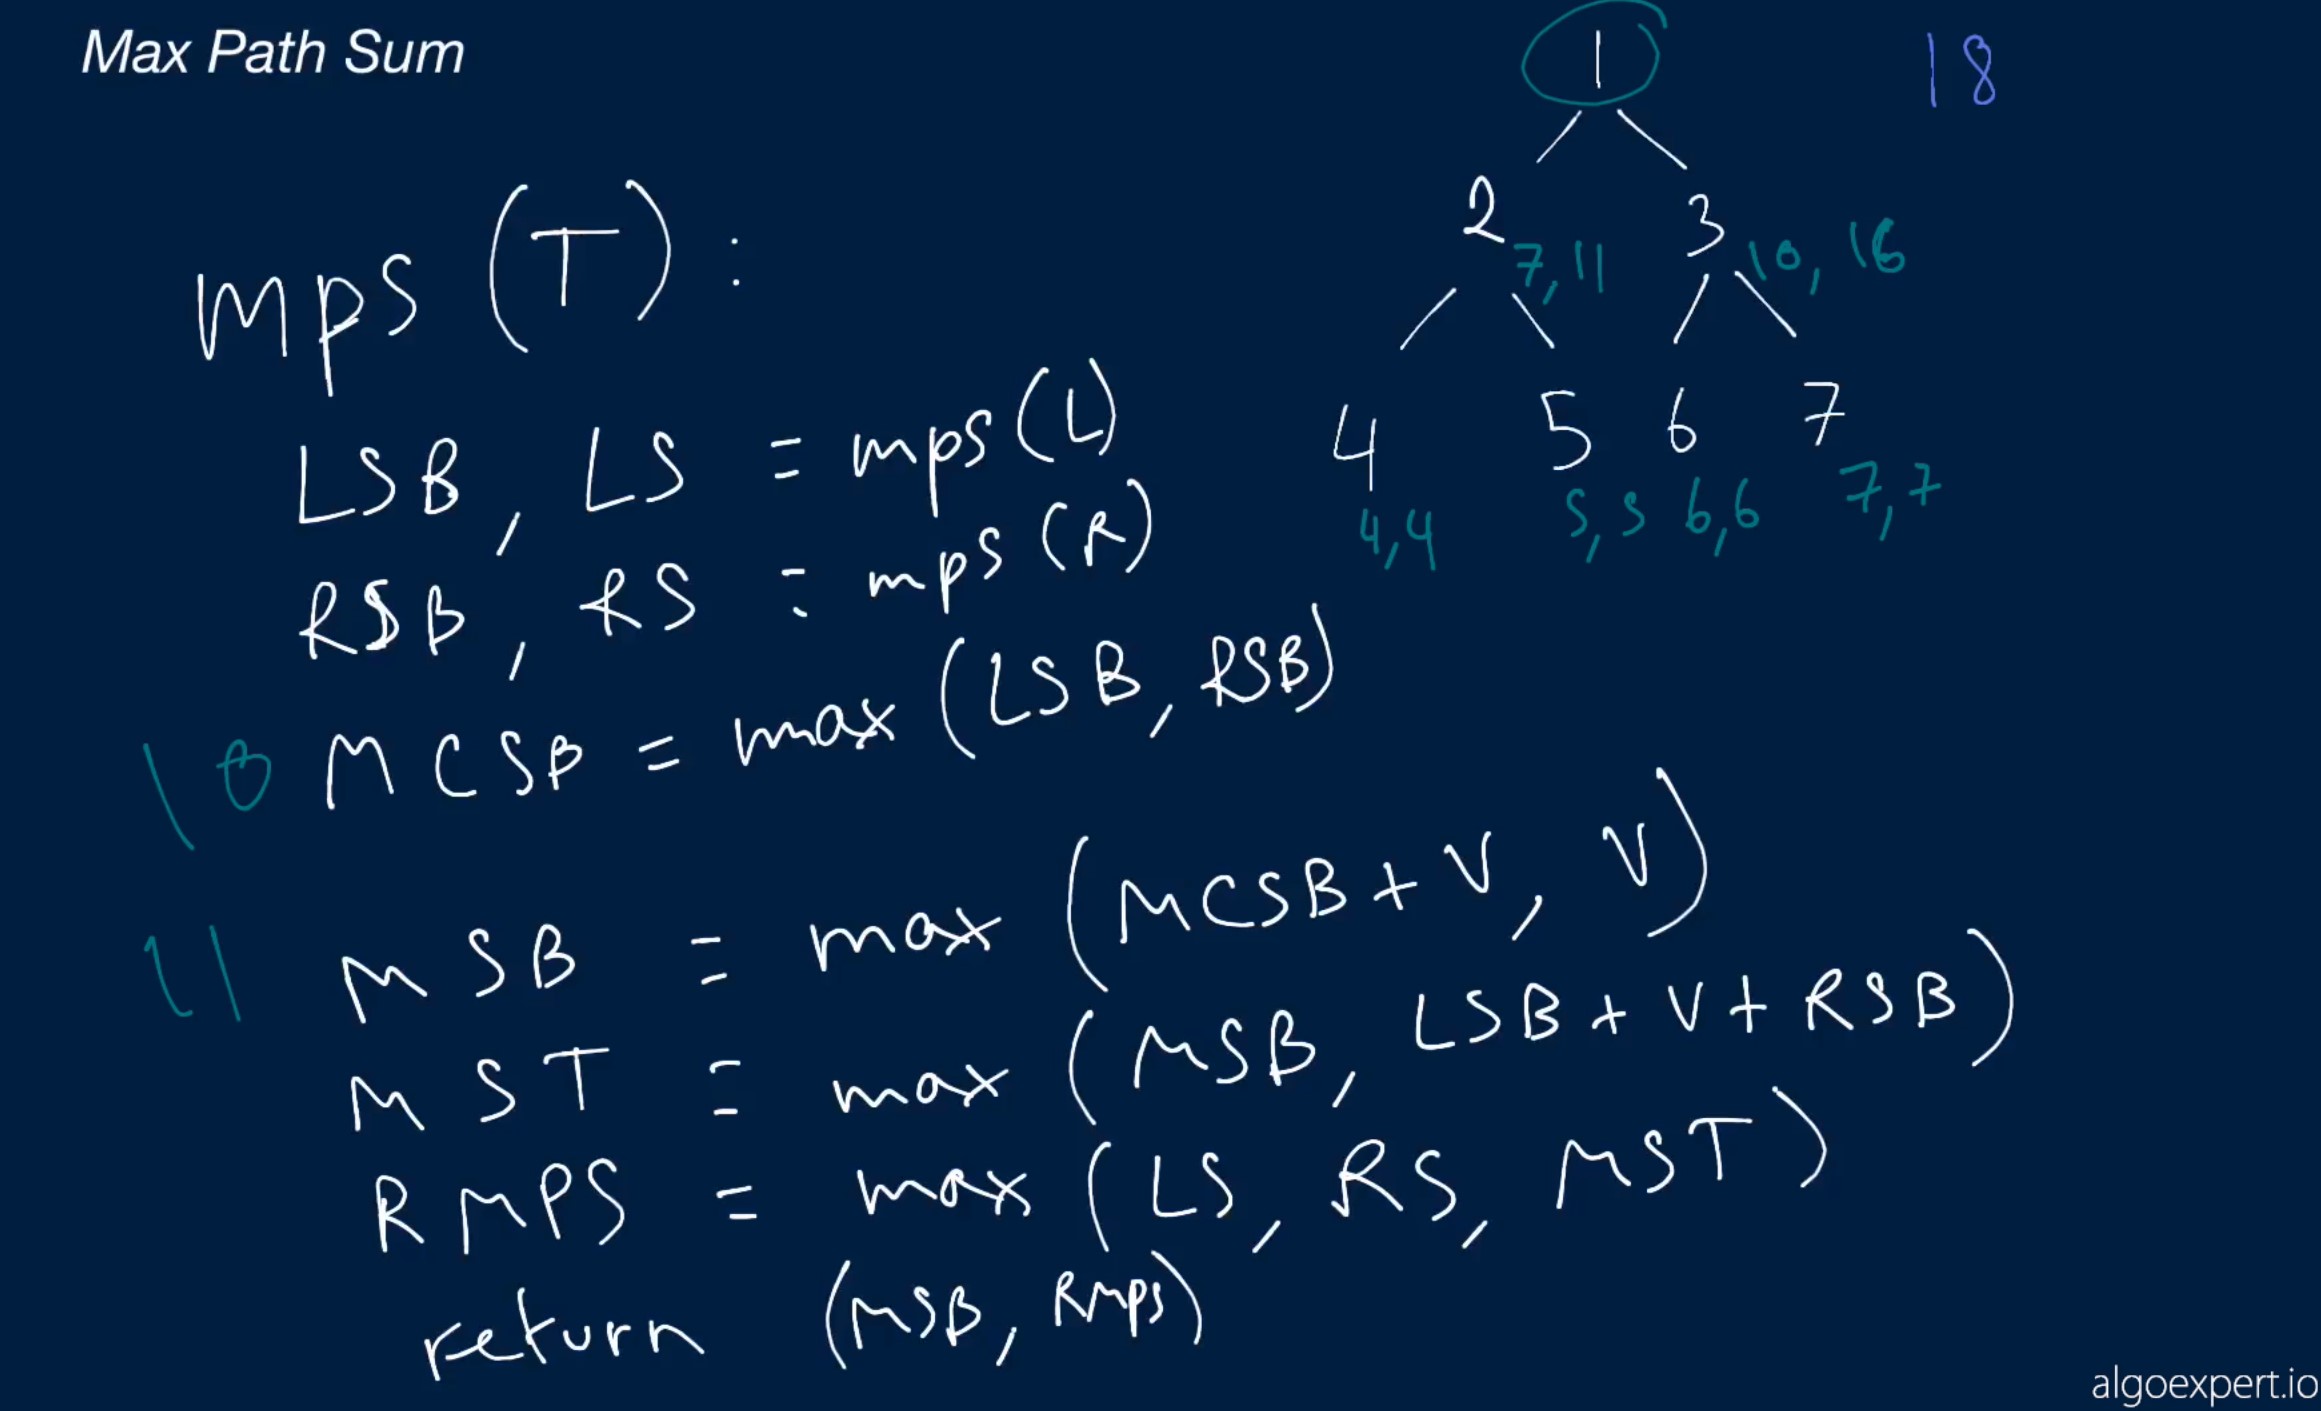 Max Path Sum
1
18
2
3
7, 11
10, 16
4
5
6
7
4,4
5,5
6,6
7,7
mps (T) :
LSB, LS = mps (L)
RSB, RS = mps (R)
10 MCSB = max (LSB, RSB)
11 MSB = max (MCSB + V, V)
MST = max (MSB, LSB + V + RSB)
RMPS = max (LS, RS, MST)
return (MSB, Rmps)
algoexpert.io